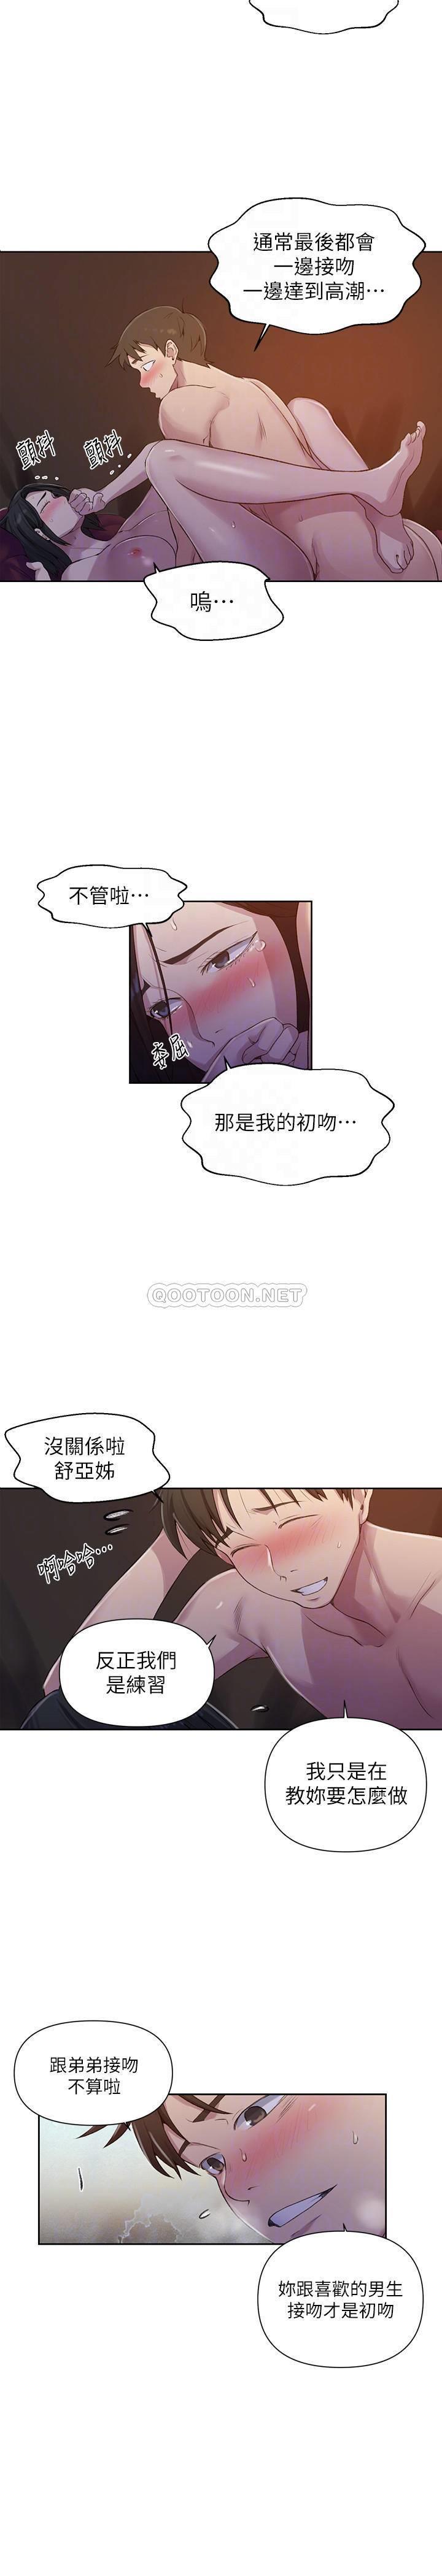 通常最後都會
一邊接吻
一邊達到高潮…
顫抖
顫抖
嗚…
不管啦…
委屈
那是我的初吻…
QOOTOON.NET
沒關係啦
舒亞姊
啊哈哈…
反正我們
是練習
我只是在
教妳要怎麼做
跟弟弟接吻
不算啦
妳跟喜歡的男生
接吻才是初吻